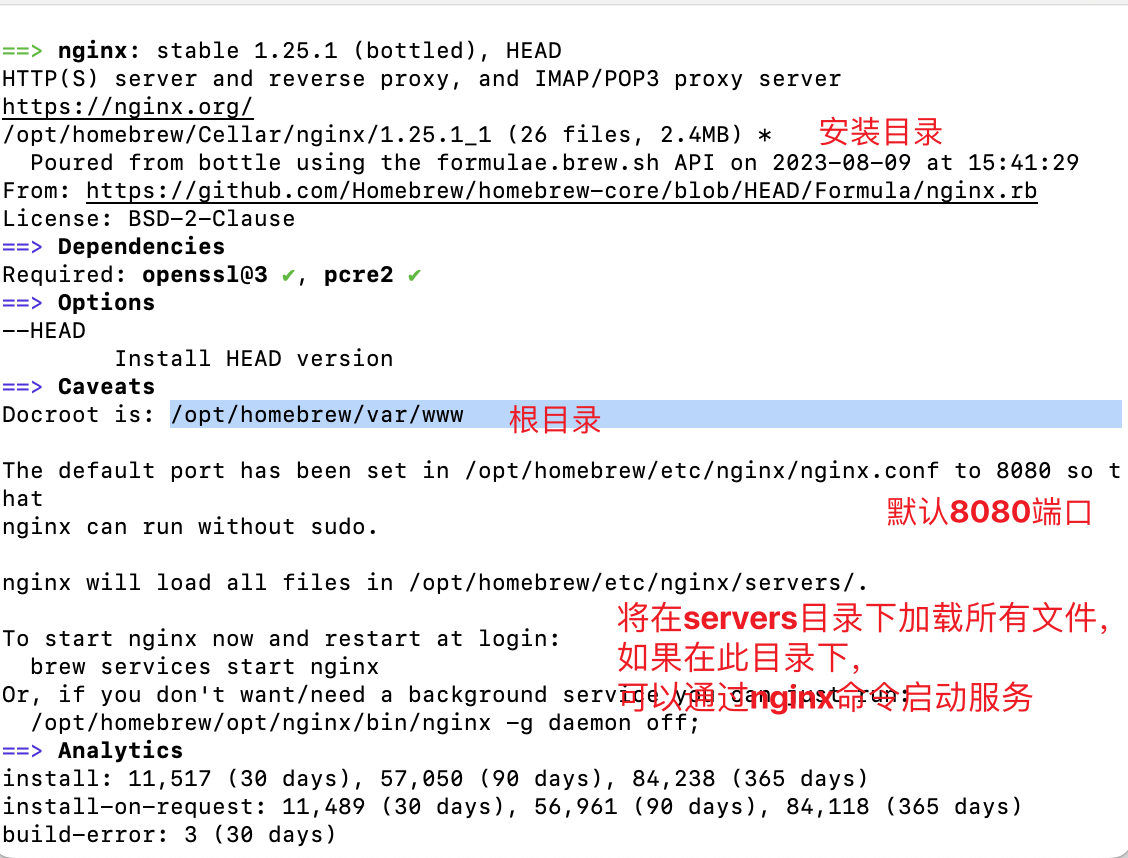 ==> nginx: stable 1.25.1 (bottled), HEAD
HTTP(S) server and reverse proxy, and IMAP/POP3 proxy server
https://nginx.org/
/opt/homebrew/Cellar/nginx/1.25.1_1 (26 files, 2.4MB) * 安装目录
  Poured from bottle using the formulae.brew.sh API on 2023-08-09 at 15:41:29
From: https://github.com/Homebrew/homebrew-core/blob/HEAD/Formula/nginx.rb
License: BSD-2-Clause
==> Dependencies
Required: openssl@3 ✔, pcre2 ✔
==> Options
--HEAD
        Install HEAD version
==> Caveats
Docroot is: /opt/homebrew/var/www 根目录
The default port has been set in /opt/homebrew/etc/nginx/nginx.conf to 8080 so t
hat
默认8080端口
nginx can run without sudo.
nginx will load all files in /opt/homebrew/etc/nginx/servers/.
将在servers目录下加载所有文件，
如果在此目录下，
可以通过nginx命令启动服务
To start nginx now and restart at login:
  brew services start nginx
Or, if you don't want/need a background service you can just run:
  /opt/homebrew/opt/nginx/bin/nginx -g daemon off;
==> Analytics
install: 11,517 (30 days), 57,050 (90 days), 84,238 (365 days)
install-on-request: 11,489 (30 days), 56,961 (90 days), 84,118 (365 days)
build-error: 3 (30 days)